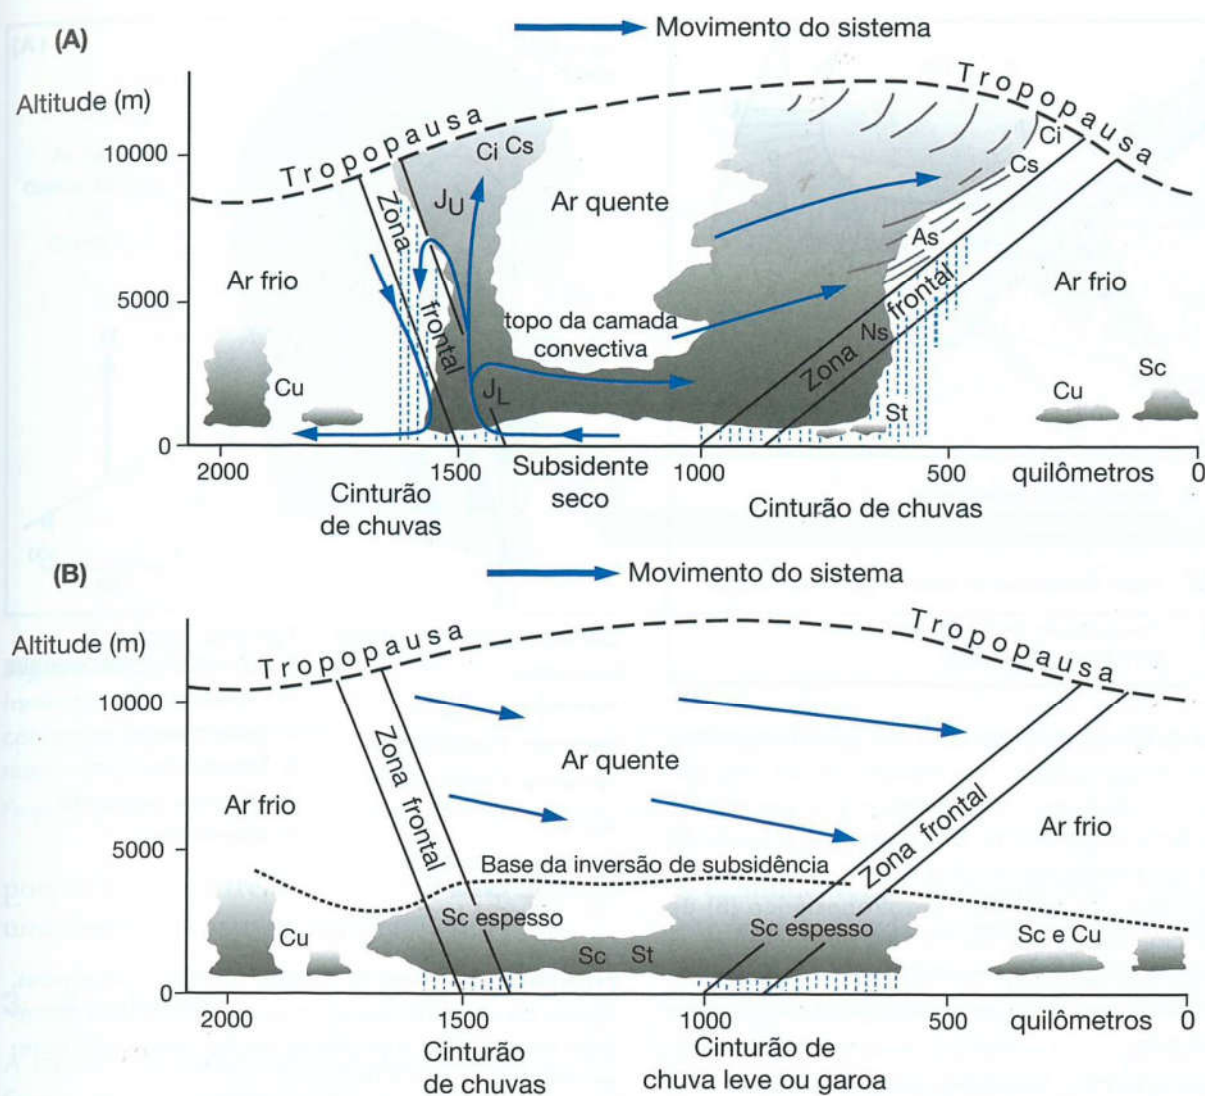 (A)
Movimento do sistema
Altitude (m)
Tropopausa
Tropopausa
10000
Ci Cs
Ci
Cs
J_U
Zona frontal
Ar quente
As
Ar frio
Ar frio
5000
topo da camada
convectiva
Ns
Zona frontal
Cu
J_L
St
Cu
Sc
0
2000
1500
Subsidente
seco
1000
500
quilômetros
0
Cinturão
de chuvas
Cinturão de chuvas
(B)
Movimento do sistema
Altitude (m)
Tropopausa
Tropopausa
10000
Zona frontal
Ar quente
Ar frio
Zona frontal
Ar frio
5000
Base da inversão de subsidência
Cu
Sc espesso
Sc
St
Sc espesso
Sc e Cu
0
2000
1500
1000
500
quilômetros
0
Cinturão
de chuvas
Cinturão de
chuva leve ou garoa